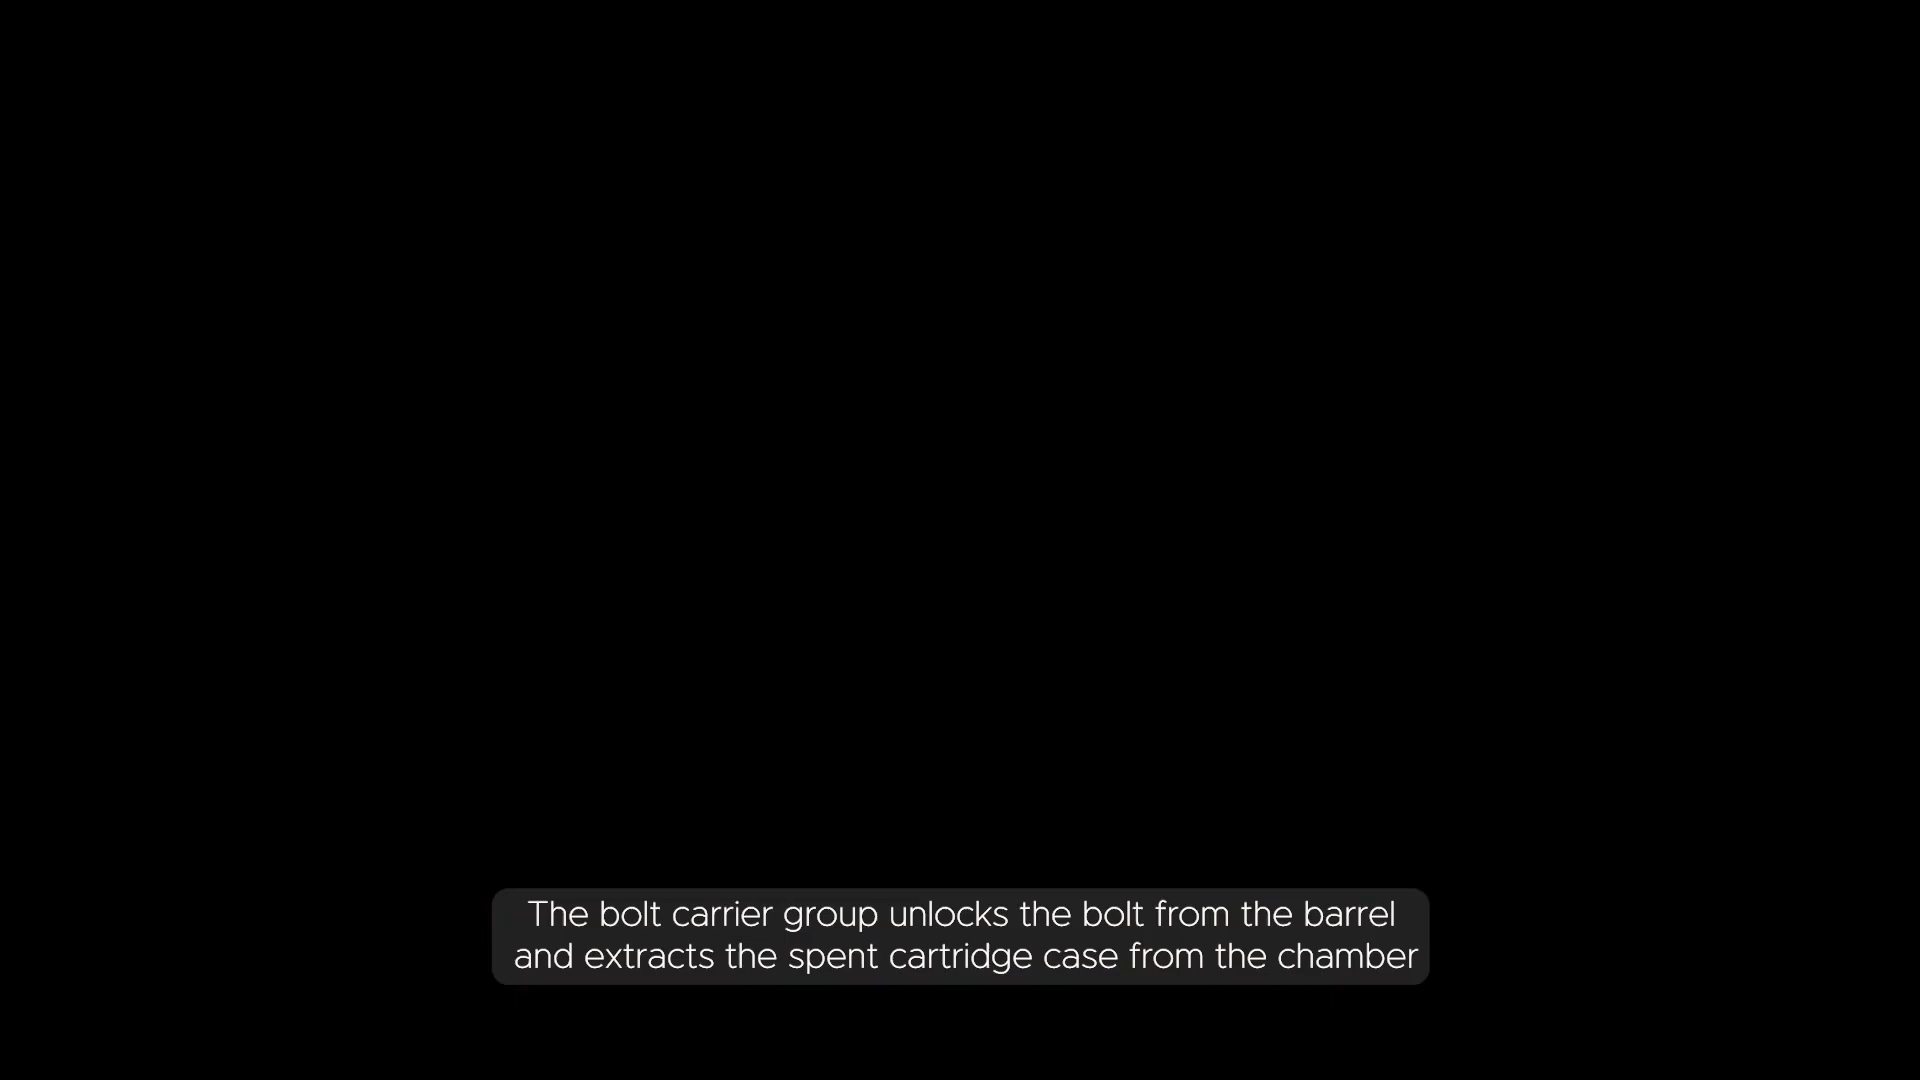 The bolt carrier group unlocks the bolt from the barrel
and extracts the spent cartridge case from the chamber